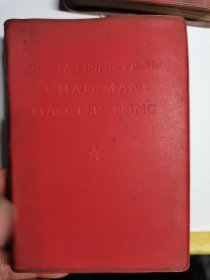 QUOTATIONS FROM
CHAIRMAN
MAO TSE-TUNG